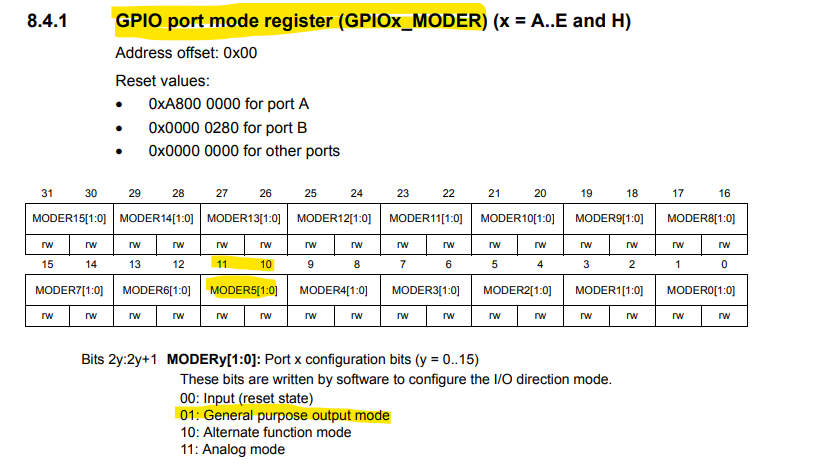 8.4.1 GPIO port mode register (GPIOx_MODER) (x = A..E and H)
Address offset: 0x00
Reset values:
• 0xA800 0000 for port A
• 0x0000 0280 for port B
• 0x0000 0000 for other ports
31 30 29 28 27 26 25 24 23 22 21 20 19 18 17 16
MODER15[1:0] MODER14[1:0] MODER13[1:0] MODER12[1:0] MODER11[1:0] MODER10[1:0] MODER9[1:0] MODER8[1:0]
rw rw rw rw rw rw rw rw rw rw rw rw rw rw rw rw
15 14 13 12 11 10 9 8 7 6 5 4 3 2 1 0
MODER7[1:0] MODER6[1:0] MODER5[1:0] MODER4[1:0] MODER3[1:0] MODER2[1:0] MODER1[1:0] MODER0[1:0]
rw rw rw rw rw rw rw rw rw rw rw rw rw rw rw rw
Bits 2y:2y+1 MODERy[1:0]: Port x configuration bits (y = 0..15)
These bits are written by software to configure the I/O direction mode.
00: Input (reset state)
01: General purpose output mode
10: Alternate function mode
11: Analog mode